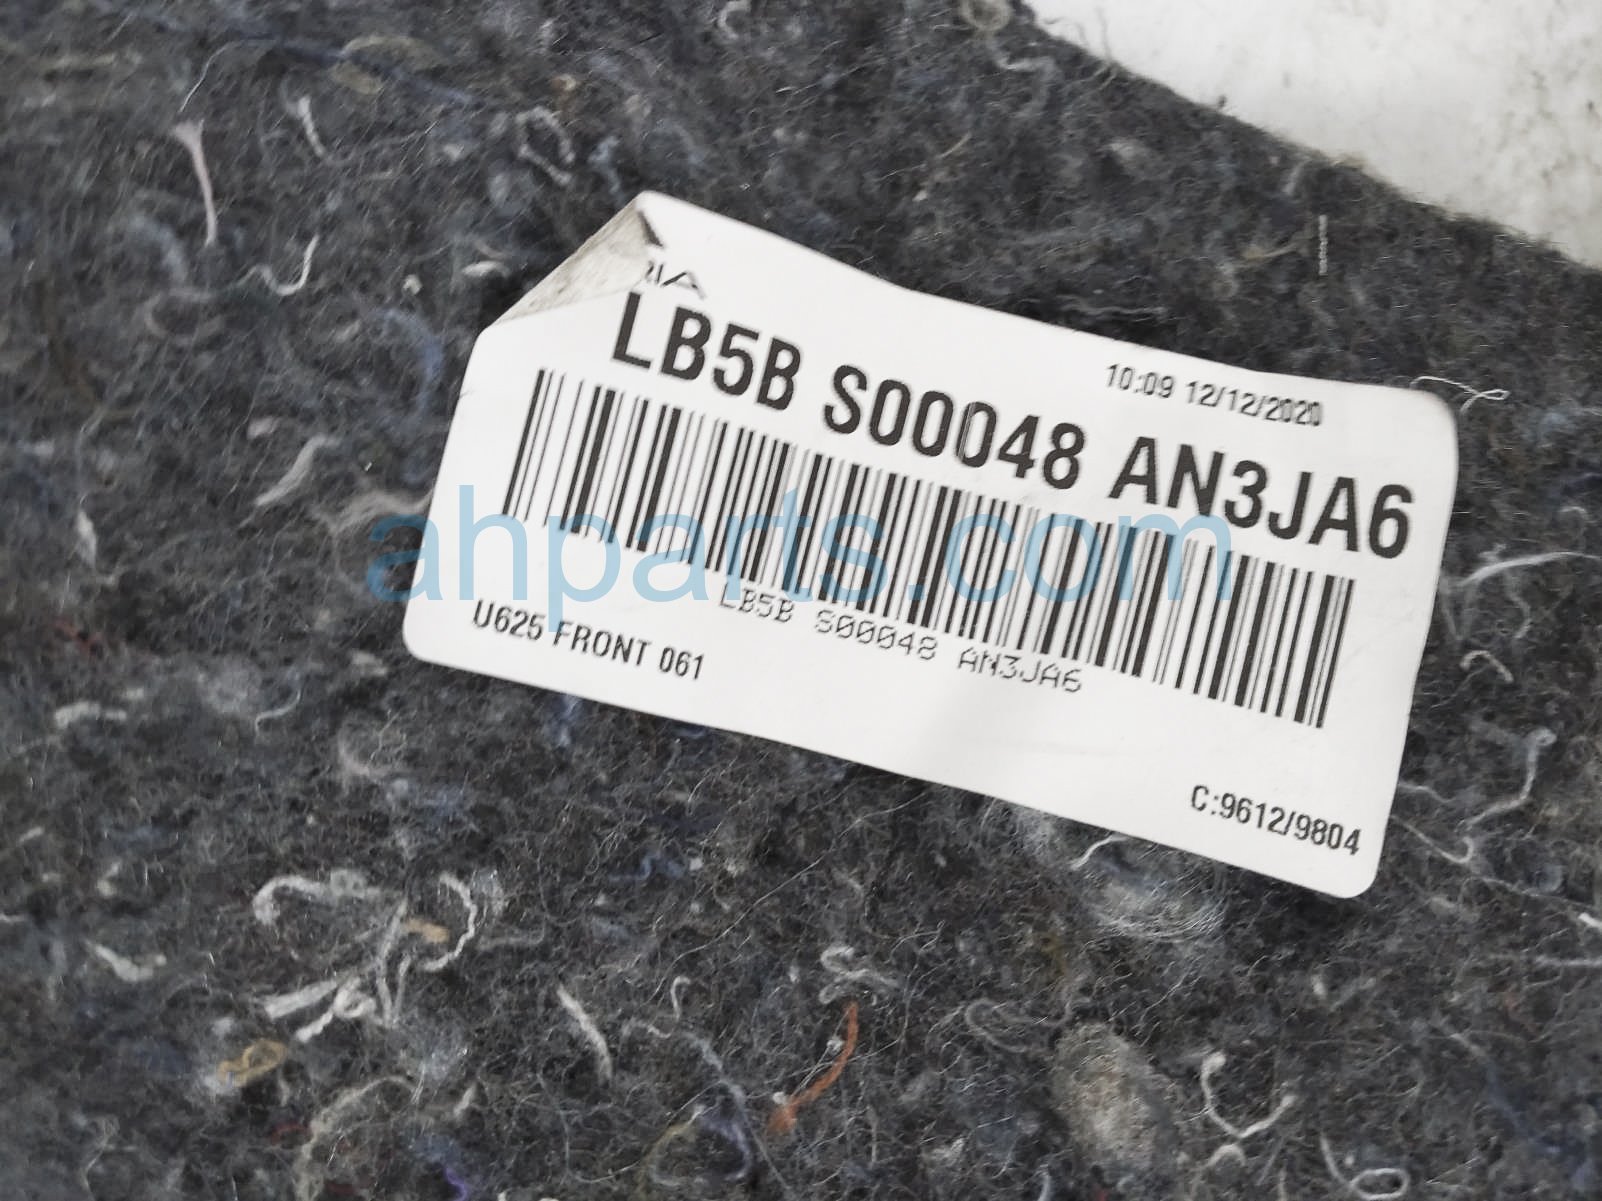 LB5B S00048 AN3JA6
10:09 12/12/2020
LB5B S00048 AN3JA6
U625 FRONT 061
C:9612/9804
ahparts.com